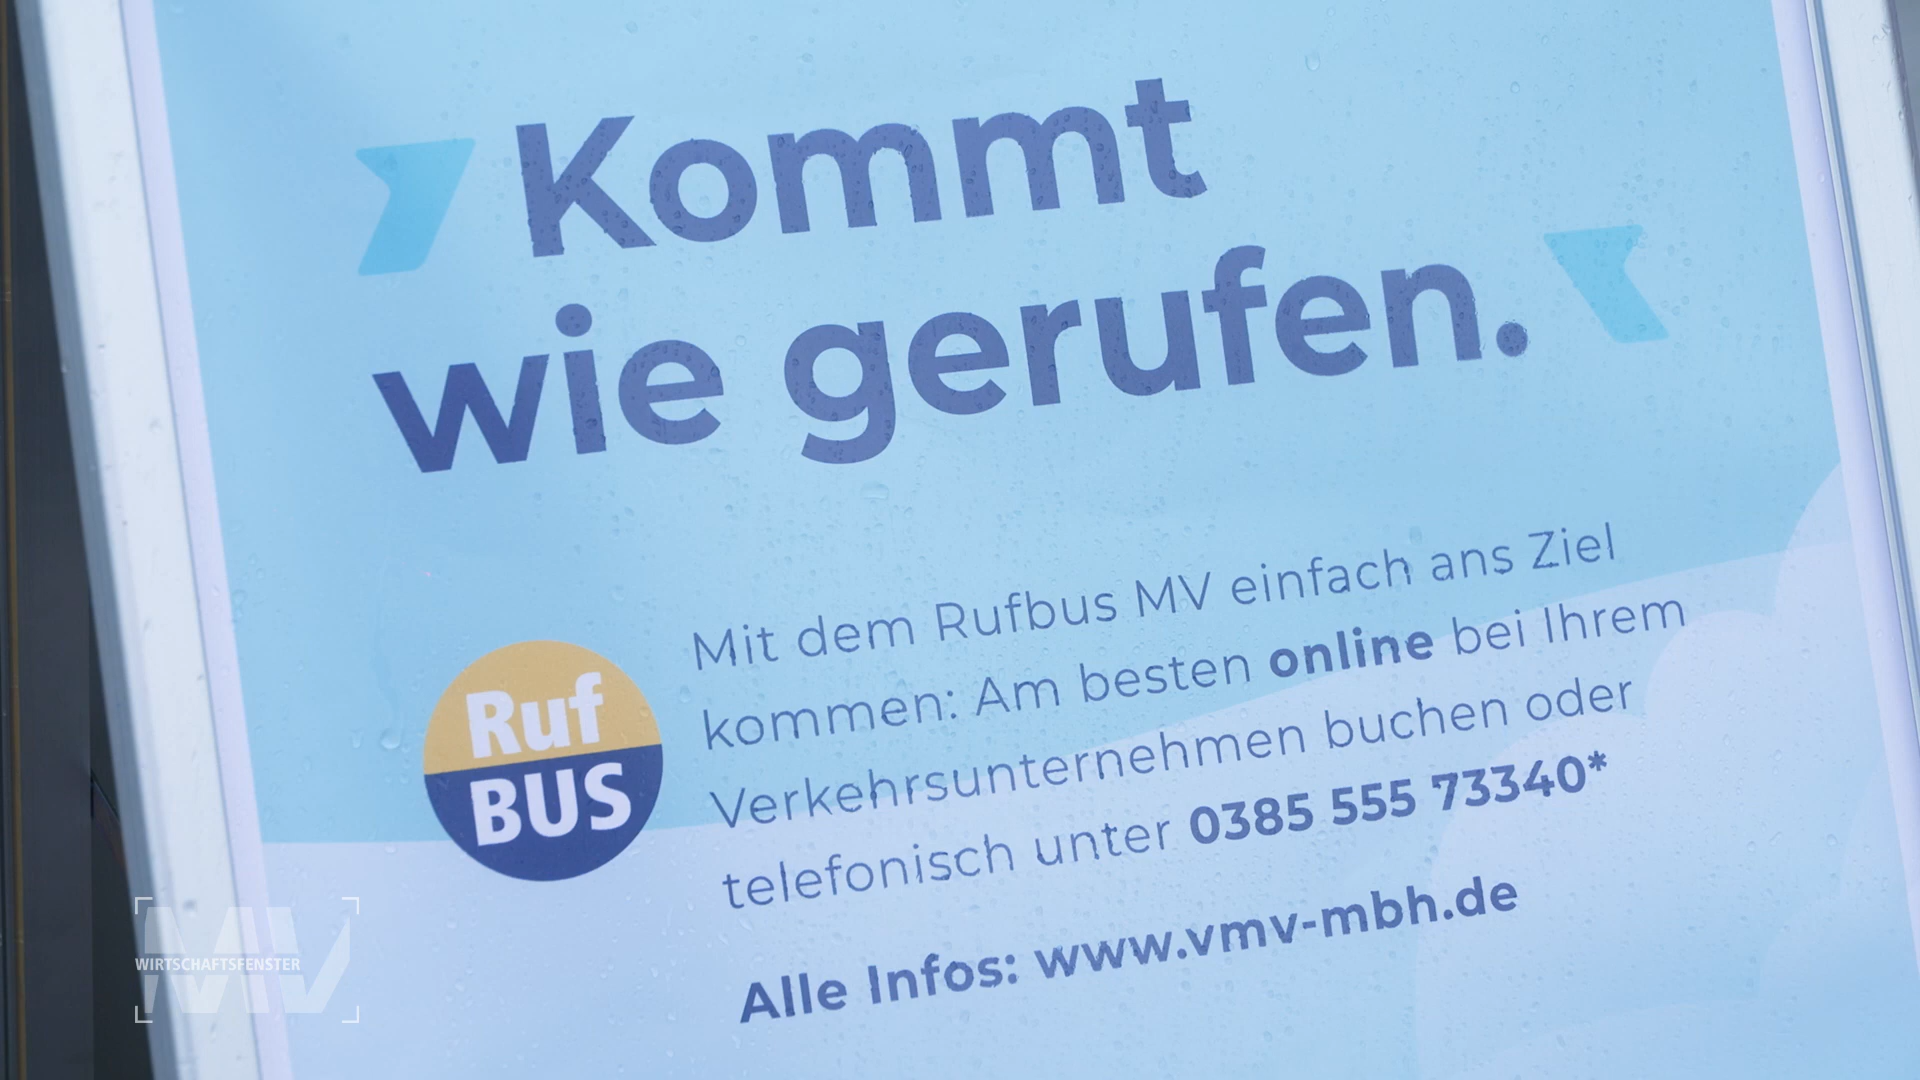 Kommt
wie gerufen.
Ruf
BUS
Mit dem Rufbus MV einfach ans Ziel
kommen: Am besten online bei Ihrem
Verkehrsunternehmen buchen oder
telefonisch unter 0385 555 73340*
Alle Infos: www.vmv-mbh.de
MV
WIRTSCHAFTSFENSTER